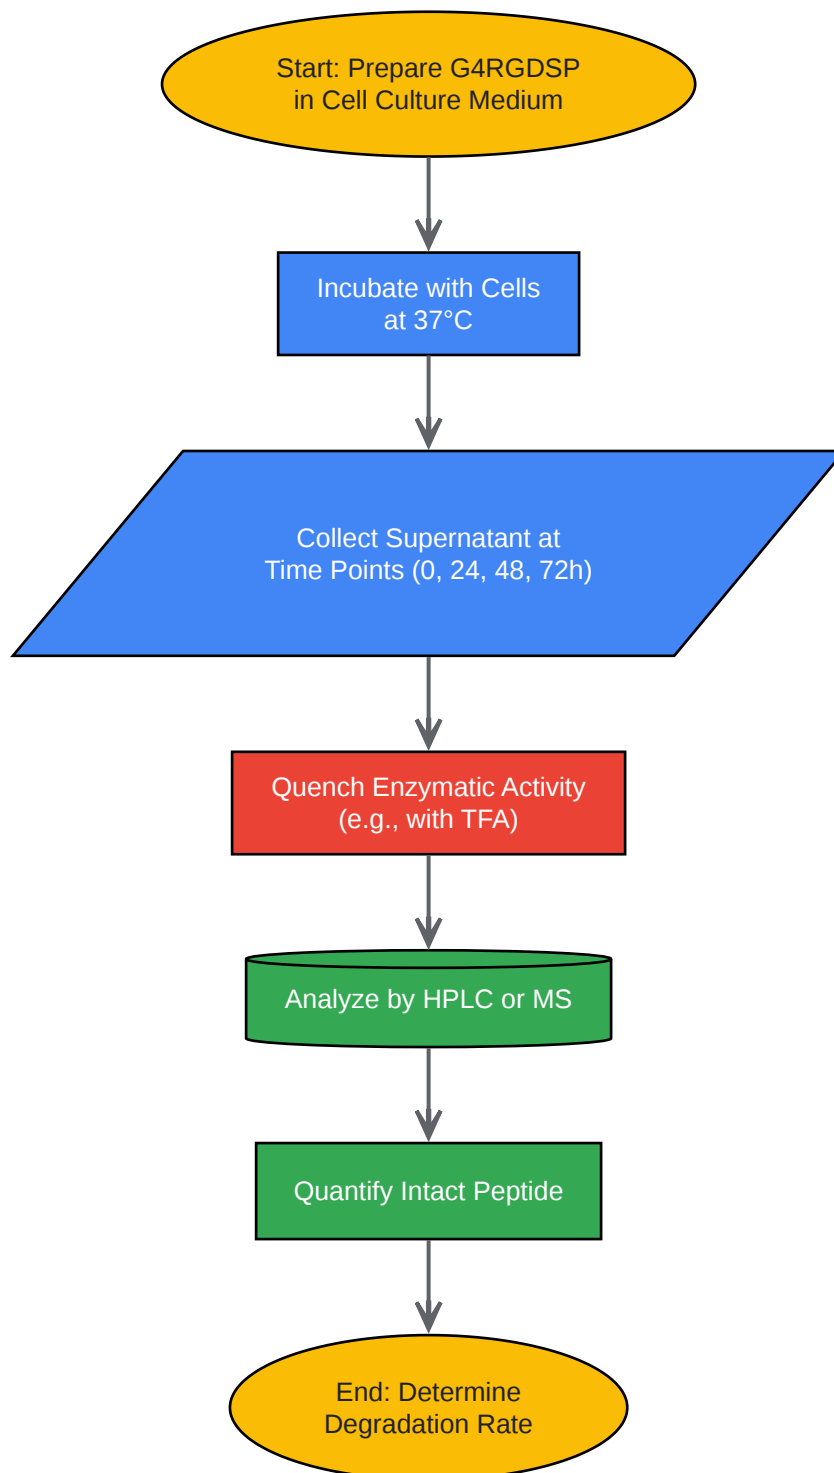 Start: Prepare G4RGDSP
in Cell Culture Medium
Incubate with Cells
at 37°C
Collect Supernatant at
Time Points (0, 24, 48, 72h)
Quench Enzymatic Activity
(e.g., with TFA)
Analyze by HPLC or MS
Quantify Intact Peptide
End: Determine
Degradation Rate